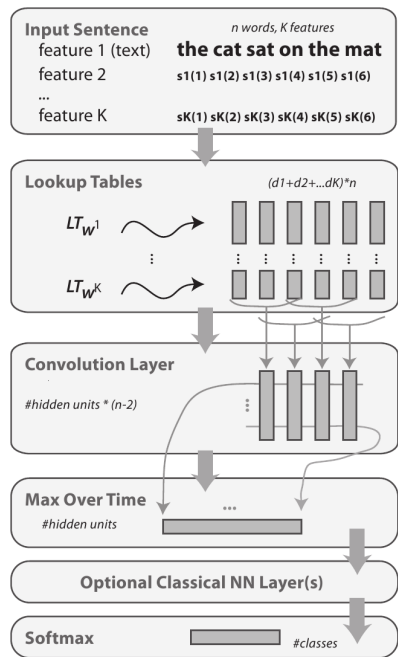 Input Sentence
n words, K features
feature 1 (text) the cat sat on the mat
feature 2 s1(1) s1(2) s1(3) s1(4) s1(5) s1(6)
...
feature K sK(1) sK(2) sK(3) sK(4) sK(5) sK(6)
Lookup Tables
(d1+d2+...dK)*n
LTw1
...
LTwK
Convolution Layer
#hidden units * (n-2)
Max Over Time
...
#hidden units
Optional Classical NN Layer(s)
Softmax
#classes